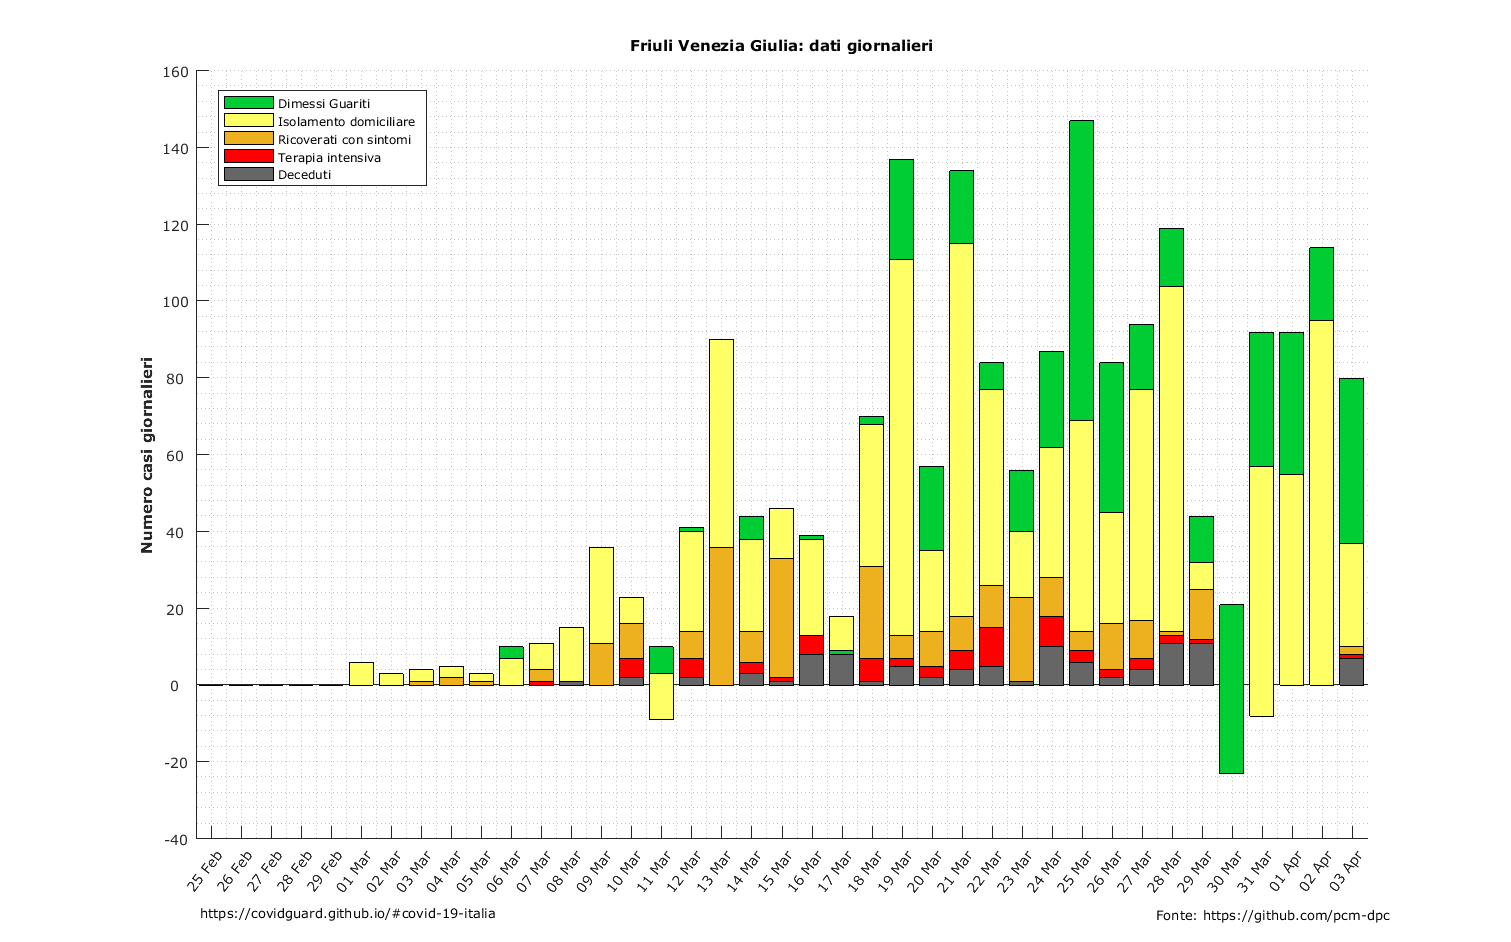 Friuli Venezia Giulia: dati giornalieri
160
140
120
100
80
60
40
20
0
-20
-40
Numero casi giornalieri
Dimessi Guariti
Isolamento domiciliare
Ricoverati con sintomi
Terapia intensiva
Deceduti
25 Feb
26 Feb
27 Feb
28 Feb
29 Feb
01 Mar
02 Mar
03 Mar
04 Mar
05 Mar
06 Mar
07 Mar
08 Mar
09 Mar
10 Mar
11 Mar
12 Mar
13 Mar
14 Mar
15 Mar
16 Mar
17 Mar
18 Mar
19 Mar
20 Mar
21 Mar
22 Mar
23 Mar
24 Mar
25 Mar
26 Mar
27 Mar
28 Mar
29 Mar
30 Mar
31 Mar
01 Apr
02 Apr
03 Apr
https://covidguard.github.io/#covid-19-italia
Fonte: https://github.com/pcm-dpc